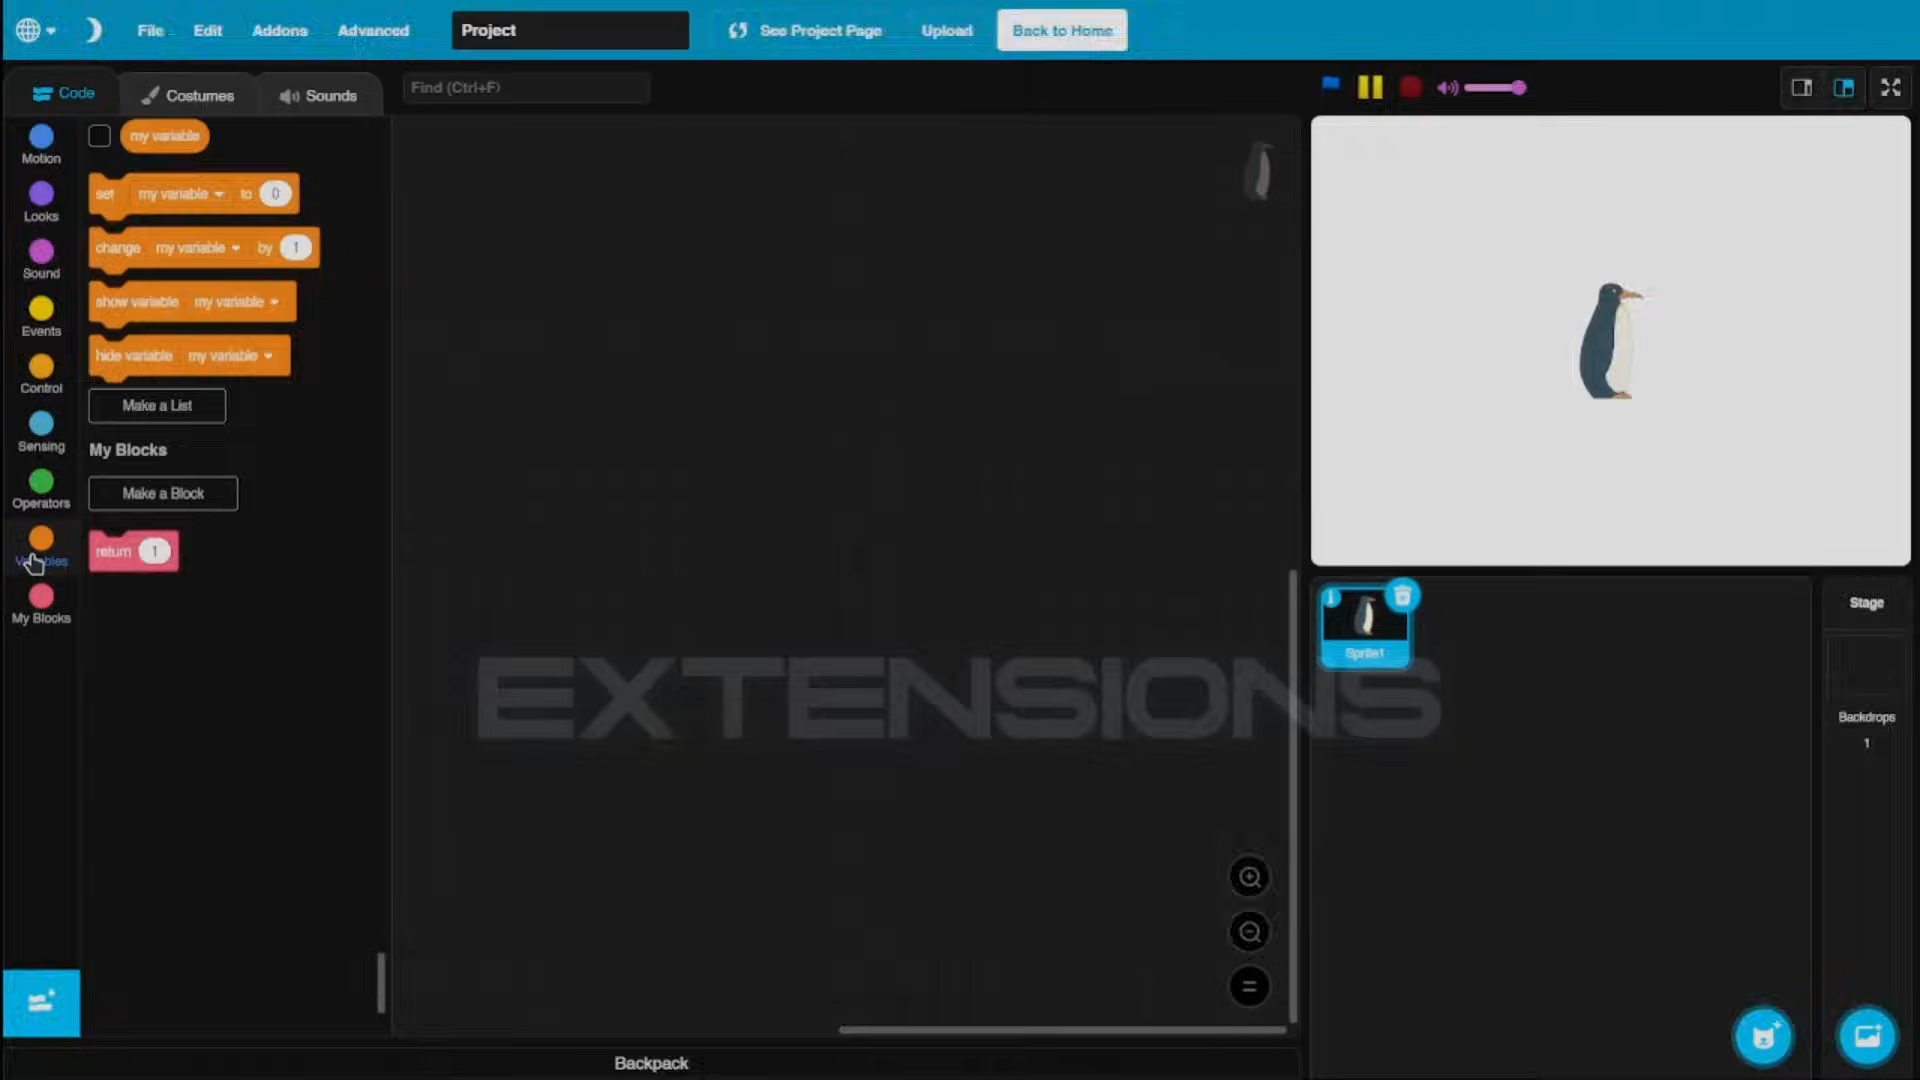 File Edit Addons Advanced Project See Project Page Upload Back to Home
Code Costumes Sounds Find (Ctrl+F)
Motion
Looks
Sound
Events
Control
Sensing
Operators
Variables
My Blocks
my variable
set my variable to 0
change my variable by 1
show variable my variable
hide variable my variable
Make a List
My Blocks
Make a Block
return 1
EXTENSIONS
Sprite1
Stage
Backdrops
1
Backpack